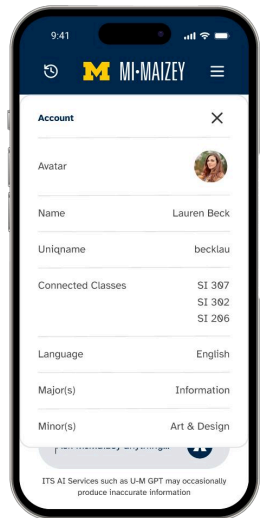 9:41
M MI•MAIZEY
Account
Avatar
Name Lauren Beck
Uniqname becklau
Connected Classes SI 307
SI 302
SI 206
Language English
Major(s) Information
Minor(s) Art & Design
ITS AI Services such as U-M GPT may occasionally
produce inaccurate information